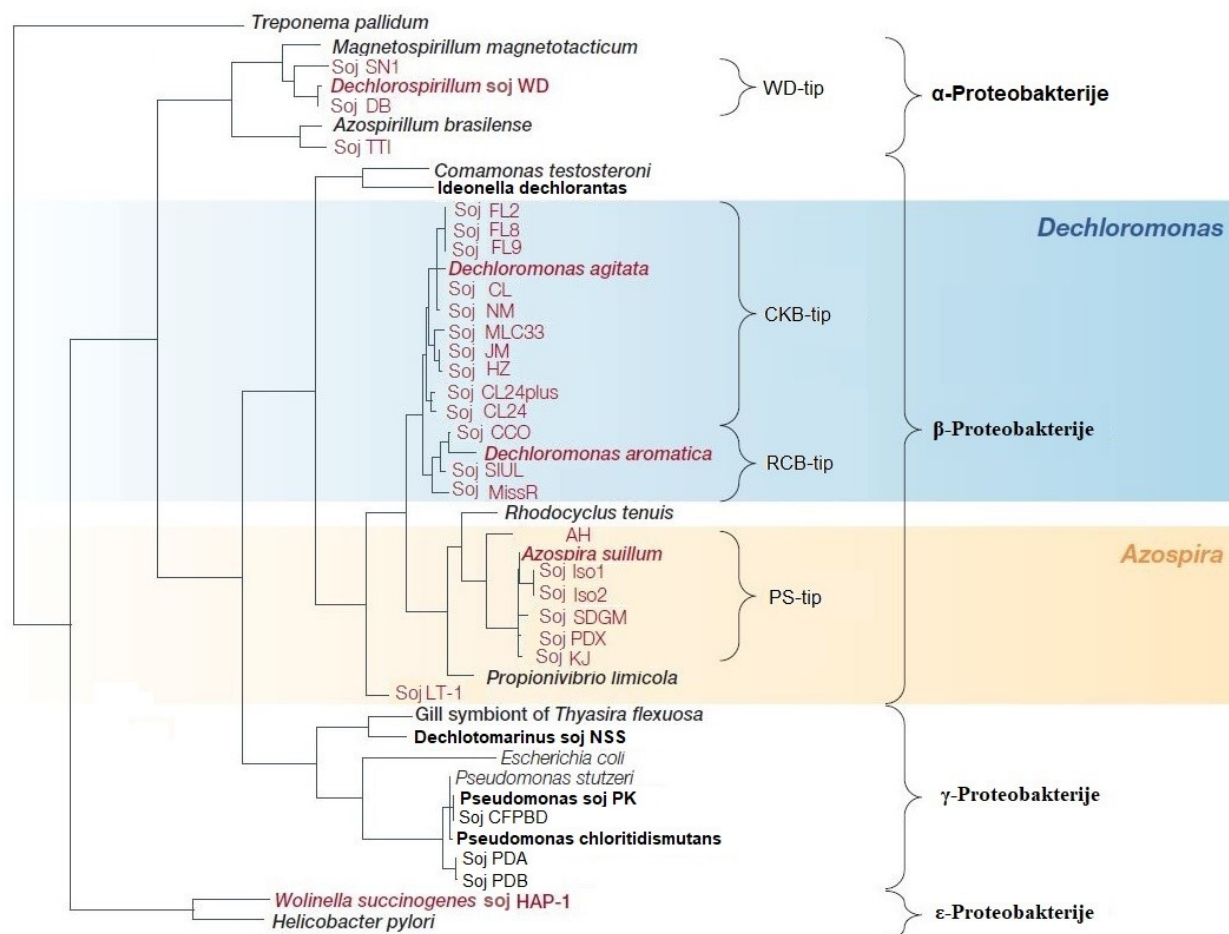 Treponema pallidum
Magnetospirillum magnetotacticum
Soj SN1
Dechlorospirillum soj WD
Soj DB
WD-tip
α-Proteobakterije
Azospirillum brasilense
Soj TTI
Comamonas testosteroni
Ideonella dechlorantas
Soj FL2
Dechloromonas
Soj FL8
Soj FL9
Dechloromonas agitata
Soj CL
Soj NM
CKB-tip
Soj MLC33
Soj JM
Soj HZ
Soj CL24plus
Soj CL24
Soj CCO
β-Proteobakterije
Dechloromonas aromatica
RCB-tip
Soj SIUL
Soj MissR
Rhodocyclus tenuis
AH
Azospira suillum
Azospira
Soj Iso1
Soj Iso2
PS-tip
Soj SDGM
Soj PDX
Soj KJ
Propionivibrio limicola
Soj LT-1
Gill symbiont of Thyasira flexuosa
Dechlotomarinus soj NSS
Escherichia coli
Pseudomonas stutzeri
Pseudomonas soj PK
γ-Proteobakterije
Soj CFPBD
Pseudomonas chloritidismutans
Soj PDA
Soj PDB
Wolinella succinogenes soj HAP-1
Helicobacter pylori
ε-Proteobakterije